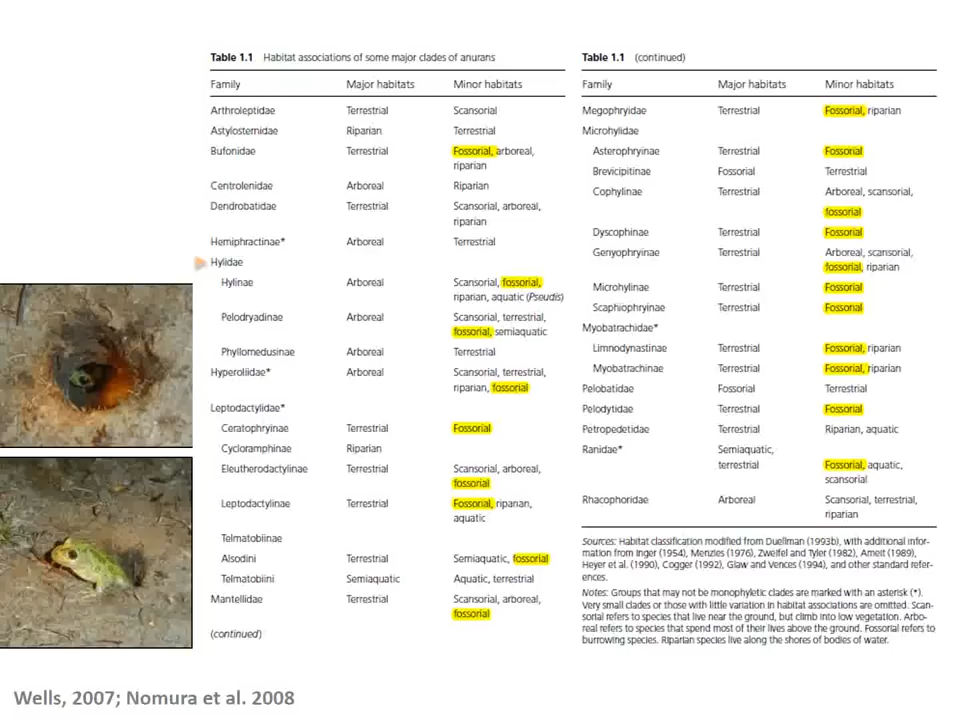 Table 1.1 Habitat associations of some major clades of anurans
Family Major habitats Minor habitats
Arthroleptidae Terrestrial Scansorial
Astylosternidae Riparian Terrestrial
Bufonidae Terrestrial Fossorial, arboreal,
riparian
Centrolenidae Arboreal Riparian
Dendrobatidae Terrestrial Scansorial, arboreal,
riparian
Hemiphractinae* Arboreal Terrestrial
Hylidae
Hylinae Arboreal Scansorial, fossorial,
riparian, aquatic (Pseudis)
Pelodryadinae Arboreal Scansorial, terrestrial,
fossorial, semiaquatic
Phyllomedusinae Arboreal Terrestrial
Hyperoliidae* Arboreal Scansorial, terrestrial,
riparian, fossorial
Leptodactylidae*
Ceratophryinae Terrestrial Fossorial
Cycloramphinae Riparian
Eleutherodactylinae Terrestrial Scansorial, arboreal,
fossorial
Leptodactylinae Terrestrial Fossorial, riparian,
aquatic
Telmatobiinae
Alsodini Terrestrial Semiaquatic, fossorial
Telmatobiini Semiaquatic Aquatic, terrestrial
Mantellidae Terrestrial Scansorial, arboreal,
fossorial
(continued)
Table 1.1 (continued)
Family Major habitats Minor habitats
Megophryidae Terrestrial Fossorial, riparian
Microhylidae
Asterophryinae Terrestrial Fossorial
Brevicipitinae Fossorial Terrestrial
Cophylinae Terrestrial Arboreal, scansorial,
fossorial
Dyscophinae Terrestrial Fossorial
Genyophryinae Terrestrial Arboreal, scansorial,
fossorial, riparian
Microhylinae Terrestrial Fossorial
Scaphiophryinae Terrestrial Fossorial
Myobatrachidae*
Limnodynastinae Terrestrial Fossorial, riparian
Myobatrachinae Terrestrial Fossorial, riparian
Pelobatidae Fossorial Terrestrial
Pelodytidae Terrestrial Fossorial
Petropedetidae Terrestrial Riparian, aquatic
Ranidae* Semiaquatic,
terrestrial Fossorial, aquatic,
scansorial
Rhacophoridae Arboreal Scansorial, terrestrial,
riparian
Sources: Habitat classification modified from Duellman (1993b), with additional infor-
mation from Inger (1954), Menzies (1976), Zweifel and Tyler (1982), Ameit (1989),
Heyer et al. (1990), Cogger (1992), Glaw and Vences (1994), and other standard refer-
ences.
Notes: Groups that may not be monophyletic clades are marked with an asterisk (*).
Very small clades or those with little variation in habitat associations are omitted. Scan-
sorial refers to species that live near the ground, but climb into low vegetation. Arbo-
real refers to species that spend most of their lives above the ground. Fossorial refers to
burrowing species. Riparian species live along the shores of bodies of water.
Wells, 2007; Nomura et al. 2008